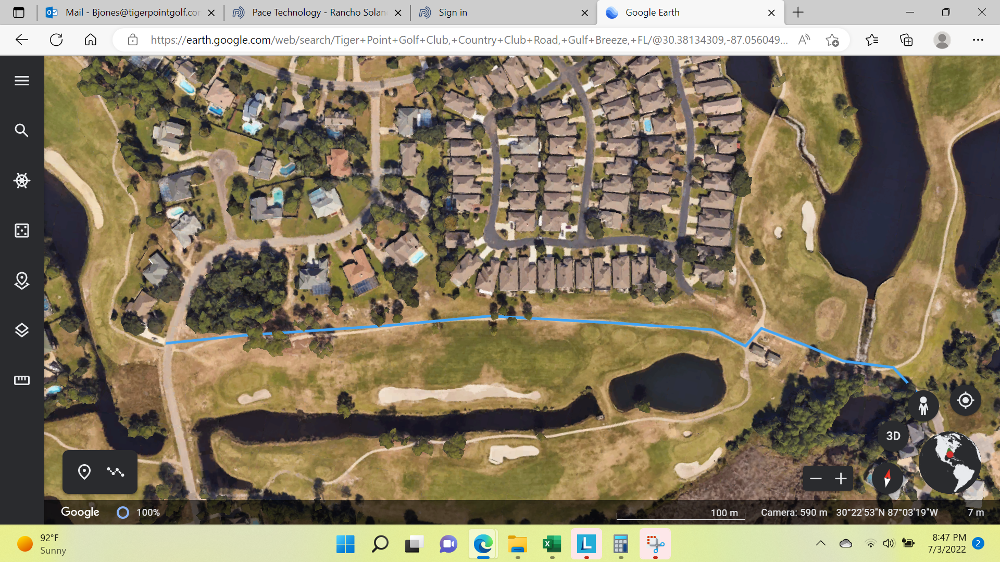 Mail - Bjones@tigerpointgolf.cor
Pace Technology - Rancho Solan
Sign in
Google Earth
https://earth.google.com/web/search/Tiger+Point+Golf+Club,+Country+Club+Road,+Gulf+Breeze,+FL/@30.38134309,-87.056049...
3D
Google 100%
100 m
Camera: 590 m 30°22'53"N 87°03'19"W 7 m
92°F
Sunny
8:47 PM
7/3/2022
2